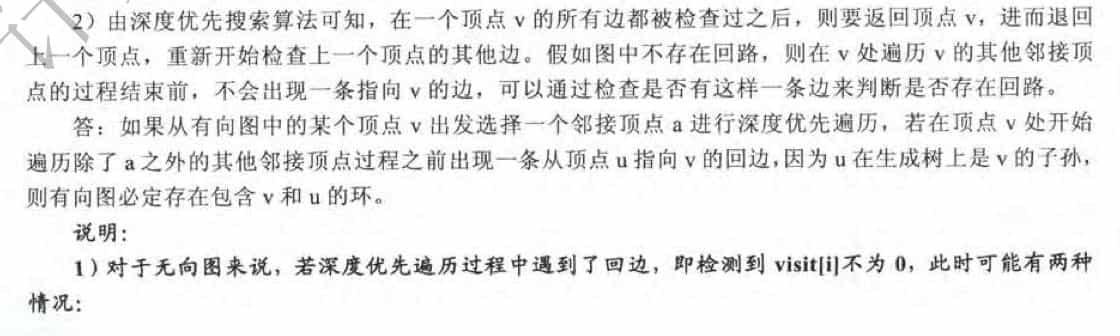 2）由深度优先搜索算法可知，在一个顶点 v 的所有边都被检查过之后，则要返回顶点 v，进而退回
上一个顶点，重新开始检查上一个顶点的其他边。假如图中不存在回路，则在 v 处遍历 v 的其他邻接顶
点的过程结束前，不会出现一条指向 v 的边，可以通过检查是否有这样一条边来判断是否存在回路。
答：如果从有向图中的某个顶点 v 出发选择一个邻接顶点 a 进行深度优先遍历，若在顶点 v 处开始
遍历除了 a 之外的其他邻接顶点过程之前出现一条从顶点 u 指向 v 的回边，因为 u 在生成树上是 v 的子孙，
则有向图必定存在包含 v 和 u 的环。
说明：
1）对于无向图来说，若深度优先遍历过程中遇到了回边，即检测到 visit[i]不为 0，此时可能有两种
情况：